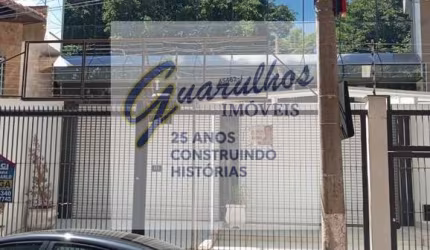 Guarulhos
IMÓVEIS
25 ANOS
CONSTRUINDO
HISTÓRIAS